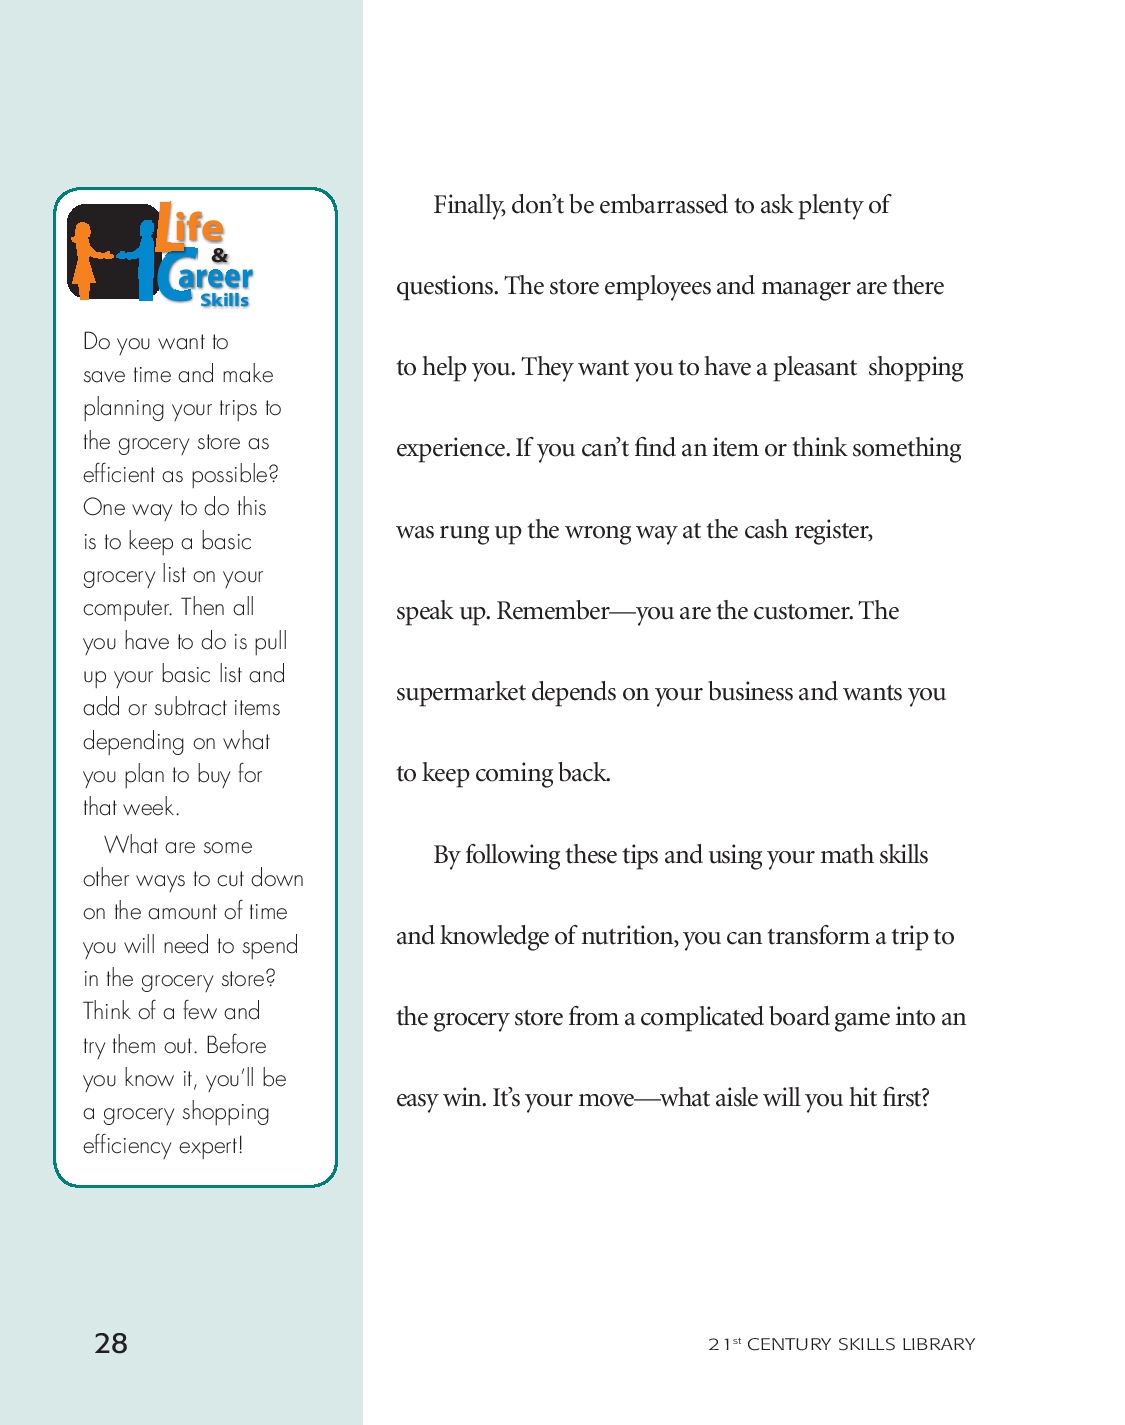 Life
&
Career
Skills
Do you want to
save time and make
planning your trips to
the grocery store as
efficient as possible?
One way to do this
is to keep a basic
grocery list on your
computer. Then all
you have to do is pull
up your basic list and
add or subtract items
depending on what
you plan to buy for
that week.
What are some
other ways to cut down
on the amount of time
you will need to spend
in the grocery store?
Think of a few and
try them out. Before
you know it, you'll be
a grocery shopping
efficiency expert!
Finally, don't be embarrassed to ask plenty of
questions. The store employees and manager are there
to help you. They want you to have a pleasant  shopping
experience. If you can't find an item or think something
was rung up the wrong way at the cash register,
speak up. Remember—you are the customer. The
supermarket depends on your business and wants you
to keep coming back.
By following these tips and using your math skills
and knowledge of nutrition, you can transform a trip to
the grocery store from a complicated board game into an
easy win. It's your move—what aisle will you hit first?
28
21st CENTURY SKILLS LIBRARY